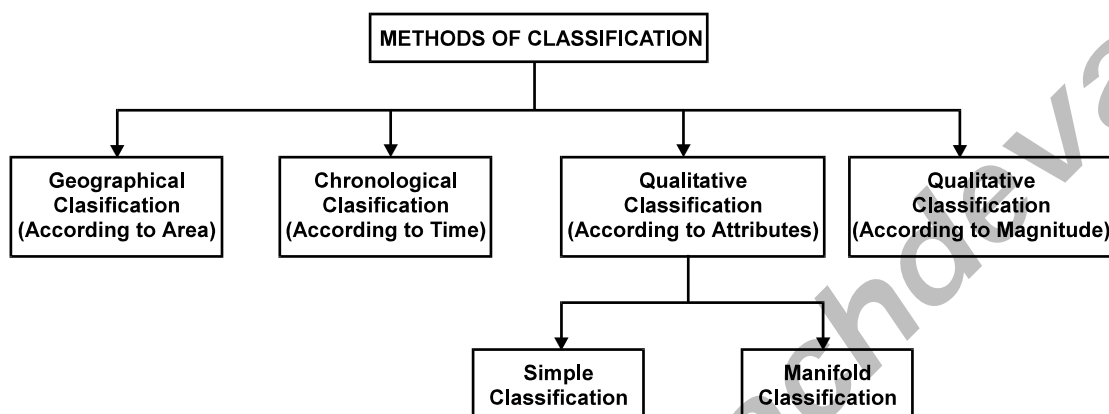 METHODS OF CLASSIFICATION
Geographical
Clasification
(According to Area)
Chronological
Clasification
(According to Time)
Qualitative
Classification
(According to Attributes)
Qualitative
Classification
(According to Magnitude)
Simple
Classification
Manifold
Classification